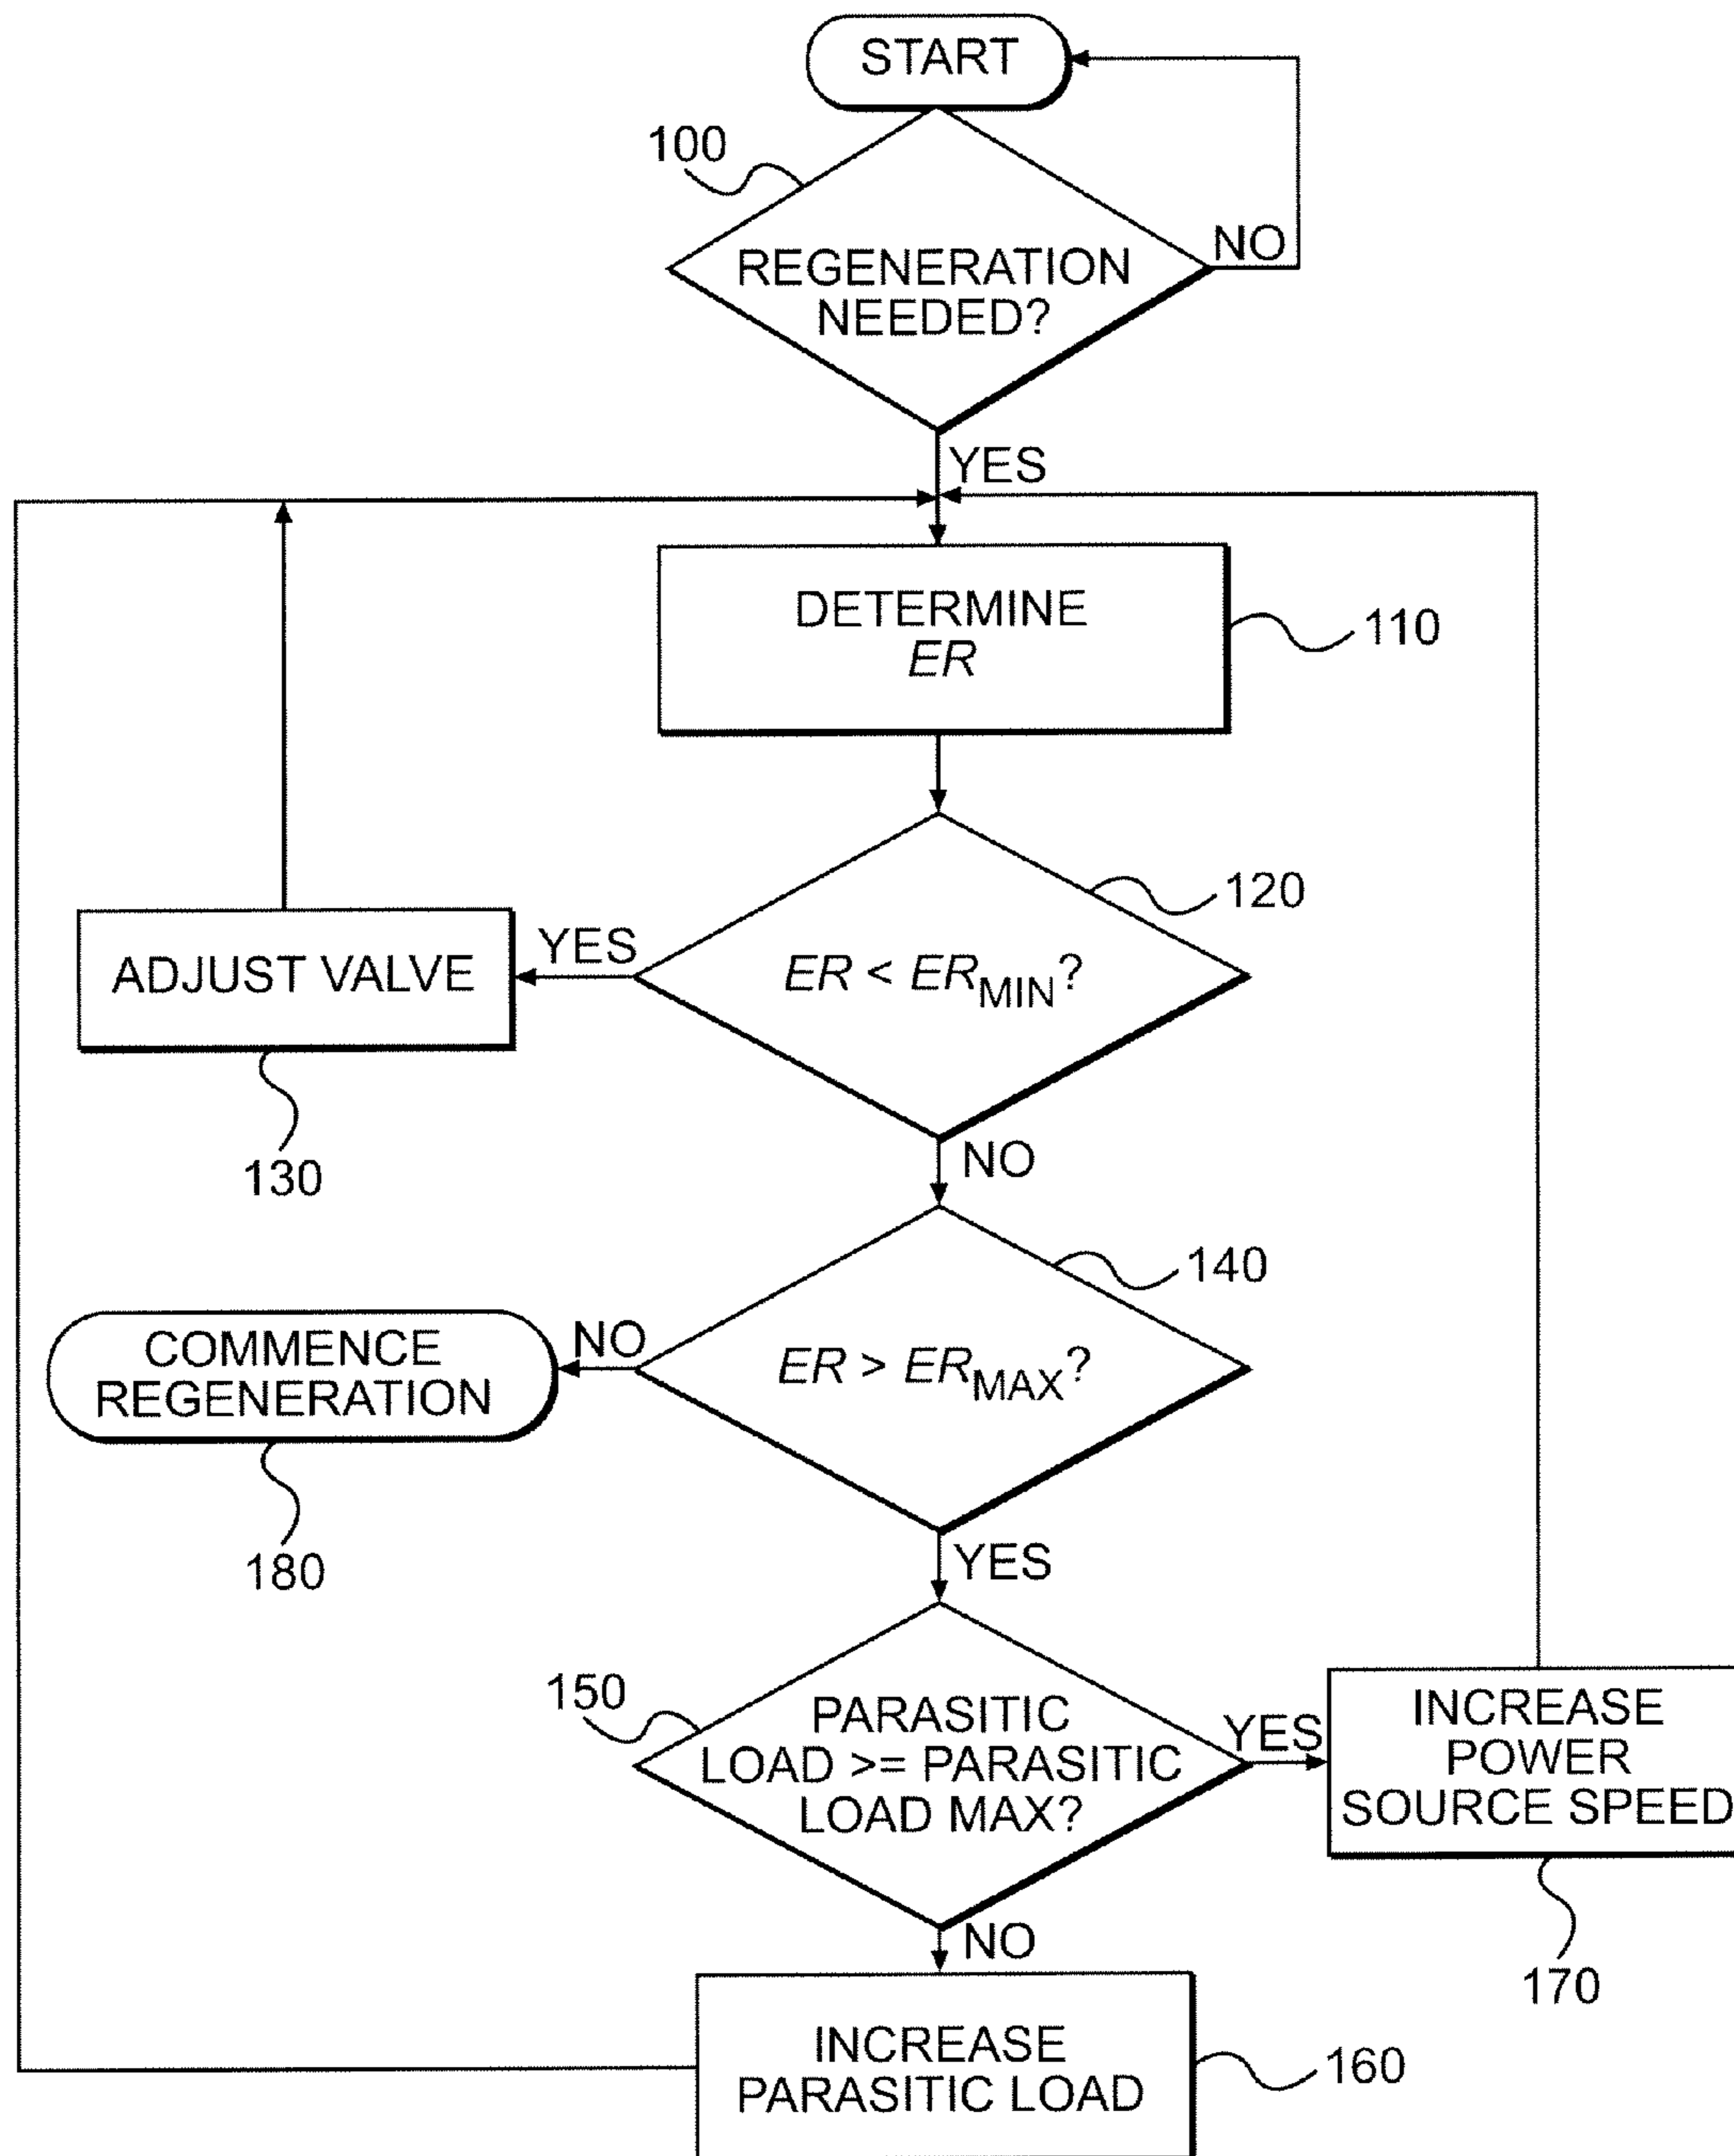 START
100
REGENERATION
NEEDED?
NO
YES
DETERMINE
ER
110
120
ER < ERMIN?
YES
ADJUST VALVE
130
NO
140
ER > ERMAX?
NO
COMMENCE
REGENERATION
180
YES
150
PARASITIC
LOAD >= PARASITIC
LOAD MAX?
YES
INCREASE
POWER
SOURCE SPEED
170
NO
INCREASE
PARASITIC LOAD
160